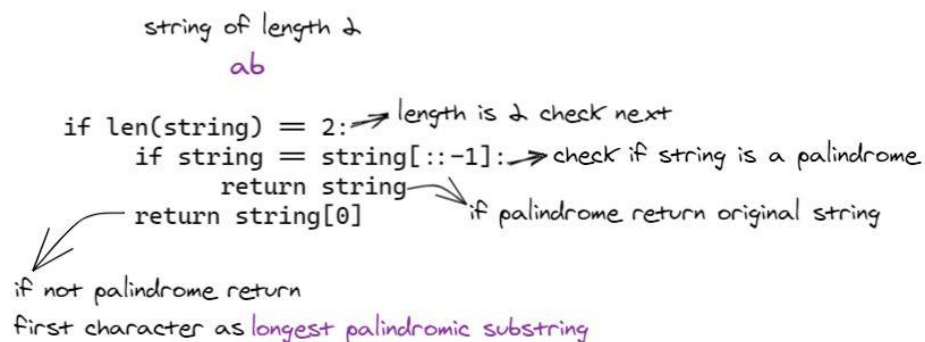 string of length 2
ab
if len(string) == 2: length is 2 check next
if string == string[::-1]: check if string is a palindrome
return string
return string[0] if palindrome return original string
if not palindrome return
first character as longest palindromic substring